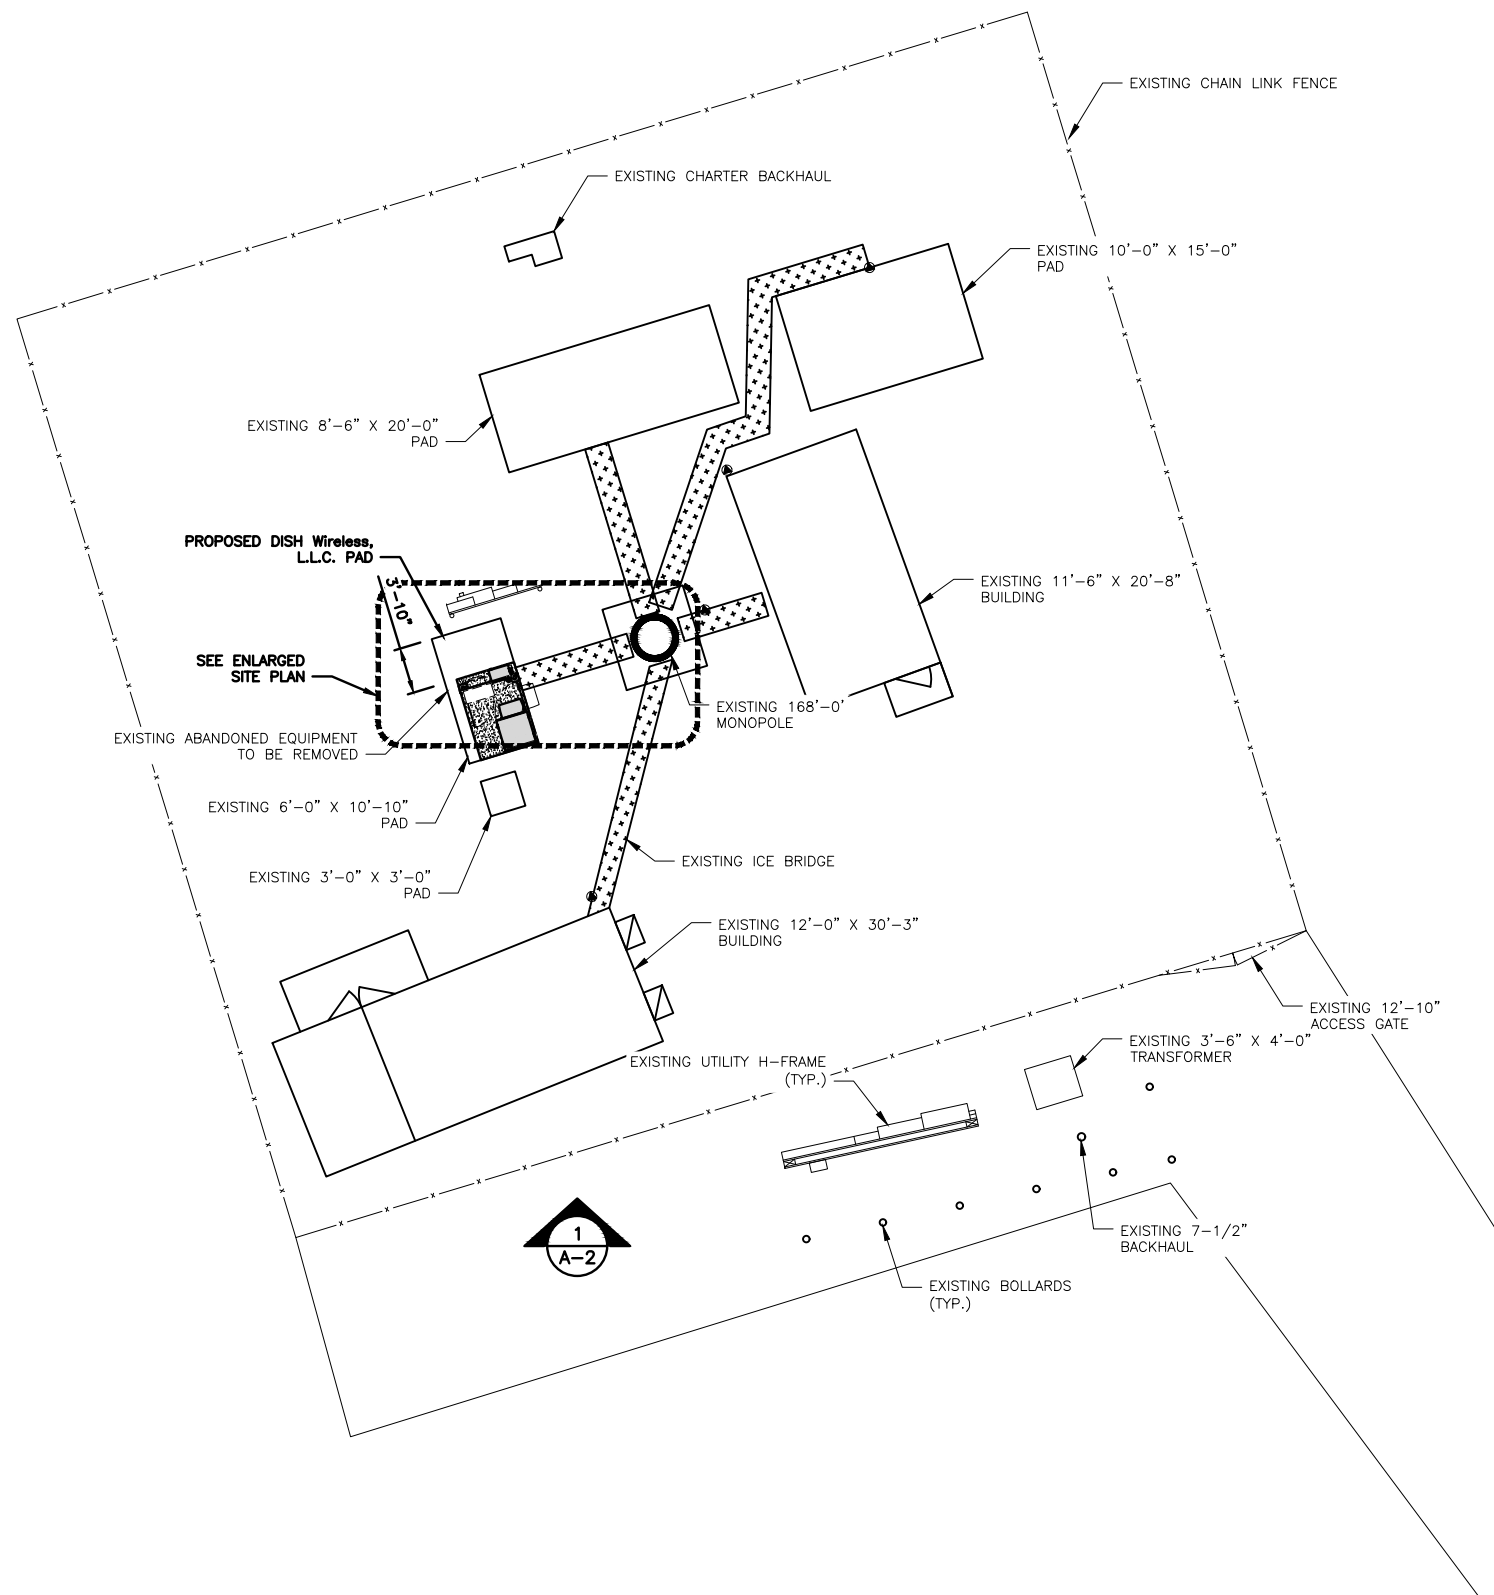 EXISTING CHAIN LINK FENCE
EXISTING CHARTER BACKHAUL
EXISTING 10'-0" X 15'-0"
PAD
EXISTING 8'-6" X 20'-0"
PAD
PROPOSED DISH Wireless,
L.L.C. PAD
EXISTING 11'-6" X 20'-8"
BUILDING
SEE ENLARGED
SITE PLAN
EXISTING 168'-0'
MONOPOLE
EXISTING ABANDONED EQUIPMENT
TO BE REMOVED
EXISTING 6'-0" X 10'-10"
PAD
EXISTING ICE BRIDGE
EXISTING 3'-0" X 3'-0"
PAD
EXISTING 12'-0" X 30'-3"
BUILDING
EXISTING 12'-10"
ACCESS GATE
EXISTING 3'-6" X 4'-0"
TRANSFORMER
EXISTING UTILITY H-FRAME
(TYP.)
1
A-2
EXISTING 7-1/2"
BACKHAUL
EXISTING BOLLARDS
(TYP.)